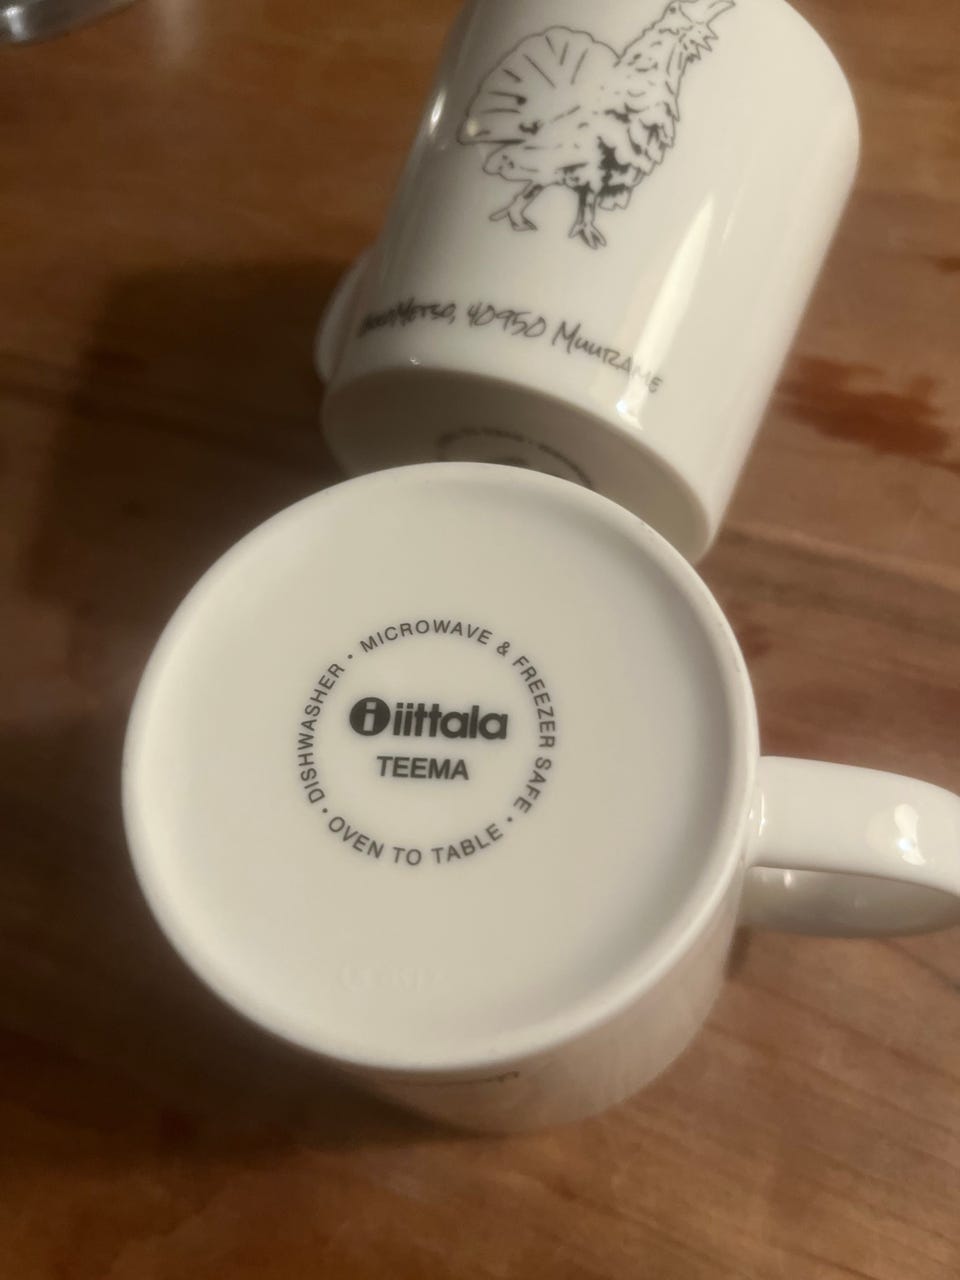 40950 MUURAME
DISHWASHER • MICROWAVE & FREEZER SAFE • OVEN TO TABLE •
i iittala
TEEMA